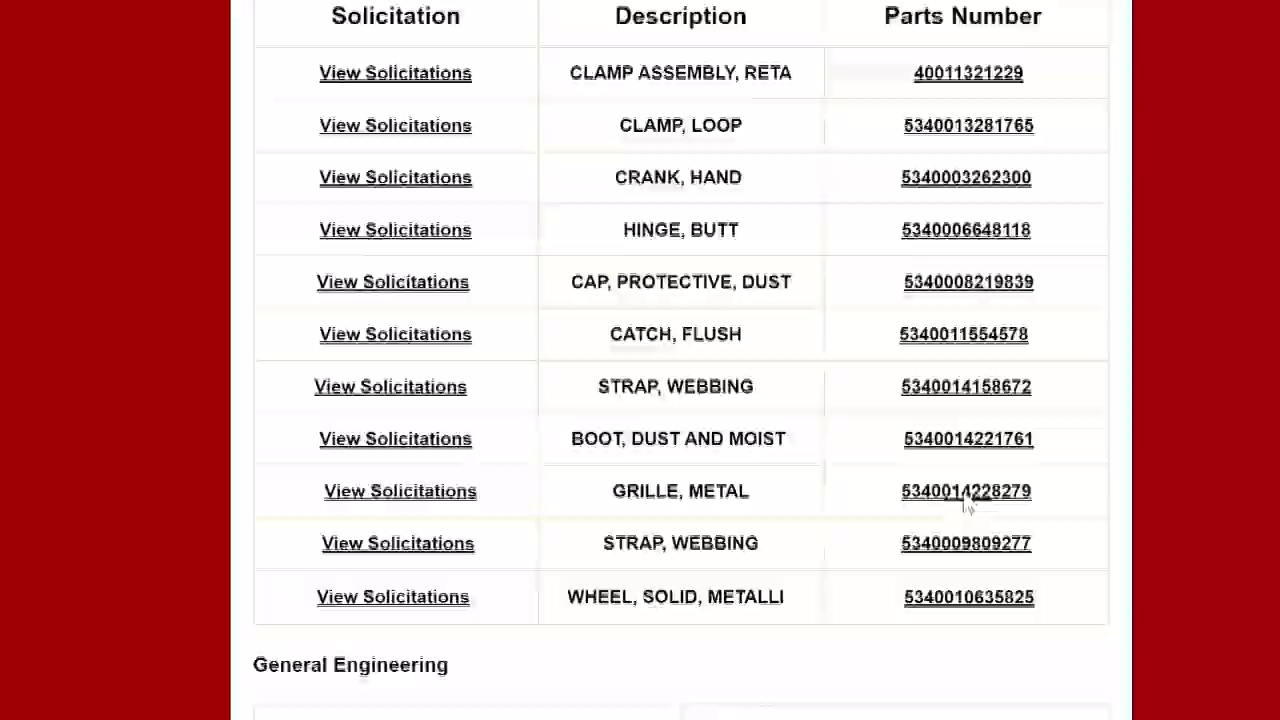 Solicitation Description Parts Number
View Solicitations CLAMP ASSEMBLY, RETA 40011321229
View Solicitations CLAMP, LOOP 5340013281765
View Solicitations CRANK, HAND 5340003262300
View Solicitations HINGE, BUTT 5340006648118
View Solicitations CAP, PROTECTIVE, DUST 5340008219839
View Solicitations CATCH, FLUSH 5340011554578
View Solicitations STRAP, WEBBING 5340014158672
View Solicitations BOOT, DUST AND MOIST 5340014221761
View Solicitations GRILLE, METAL 5340014228279
View Solicitations STRAP, WEBBING 5340009809277
View Solicitations WHEEL, SOLID, METALLI 5340010635825
General Engineering